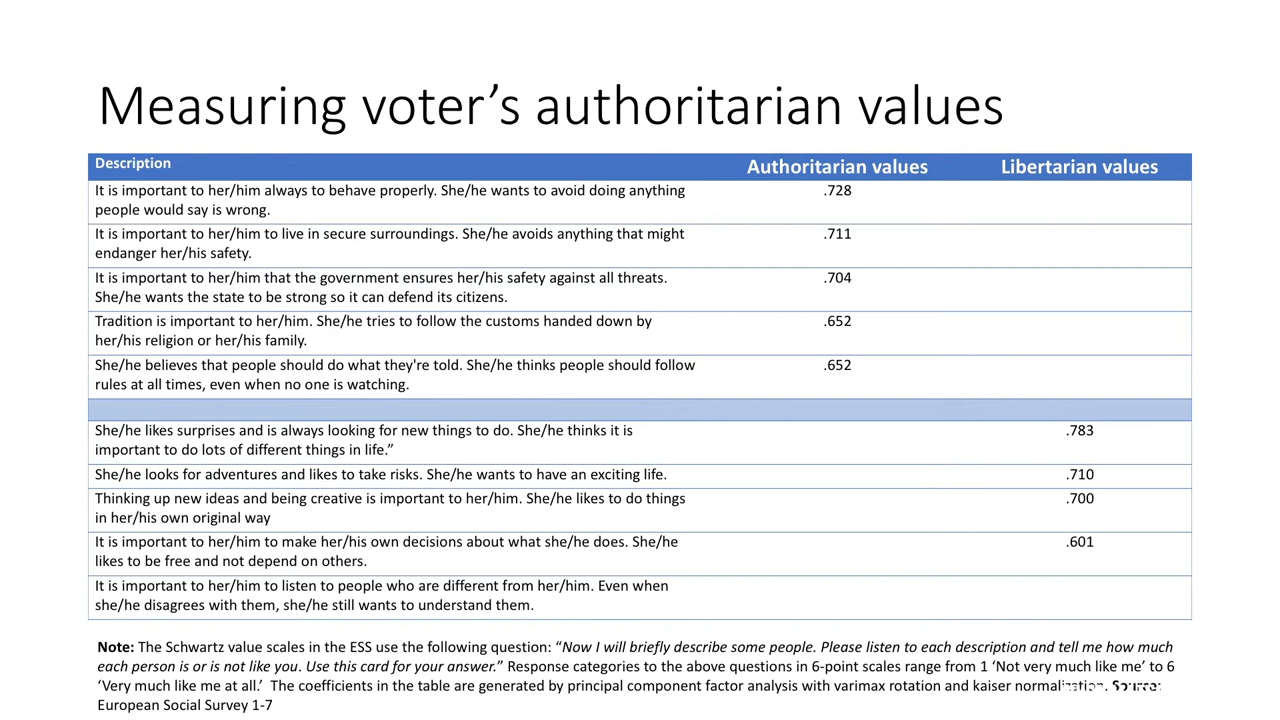 Measuring voter’s authoritarian values
Description Authoritarian values Libertarian values
It is important to her/him always to behave properly. She/he wants to avoid doing anything .728
people would say is wrong.
It is important to her/him to live in secure surroundings. She/he avoids anything that might .711
endanger her/his safety.
It is important to her/him that the government ensures her/his safety against all threats. .704
She/he wants the state to be strong so it can defend its citizens.
Tradition is important to her/him. She/he tries to follow the customs handed down by .652
her/his religion or her/his family.
She/he believes that people should do what they're told. She/he thinks people should follow .652
rules at all times, even when no one is watching.
She/he likes surprises and is always looking for new things to do. She/he thinks it is .783
important to do lots of different things in life.”
She/he looks for adventures and likes to take risks. She/he wants to have an exciting life. .710
Thinking up new ideas and being creative is important to her/him. She/he likes to do things .700
in her/his own original way
It is important to her/him to make her/his own decisions about what she/he does. She/he .601
likes to be free and not depend on others.
It is important to her/him to listen to people who are different from her/him. Even when
she/he disagrees with them, she/he still wants to understand them.
Note: The Schwartz value scales in the ESS use the following question: “Now I will briefly describe some people. Please listen to each description and tell me how much
each person is or is not like you. Use this card for your answer.” Response categories to the above questions in 6-point scales range from 1 ‘Not very much like me’ to 6
‘Very much like me at all.’ The coefficients in the table are generated by principal component factor analysis with varimax rotation and kaiser normalization. Source:
European Social Survey 1-7